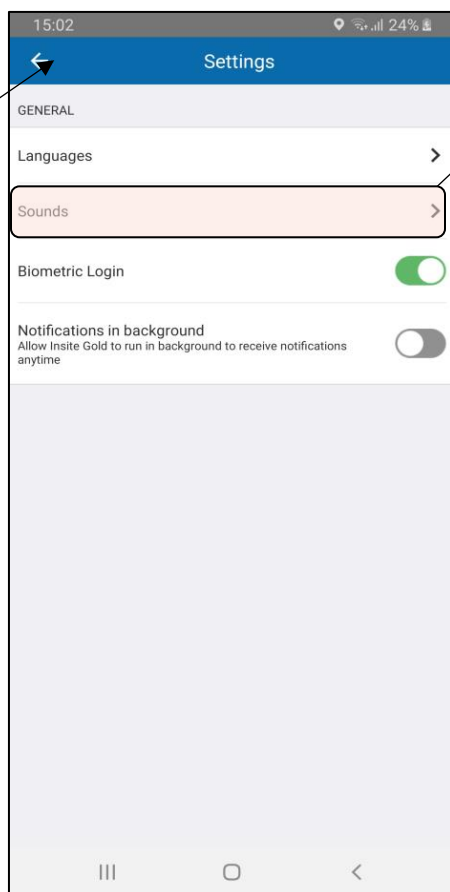 15:02 24%
Settings
GENERAL
Languages
Sounds
Biometric Login
Notifications in background
Allow Insite Gold to run in background to receive notifications
anytime